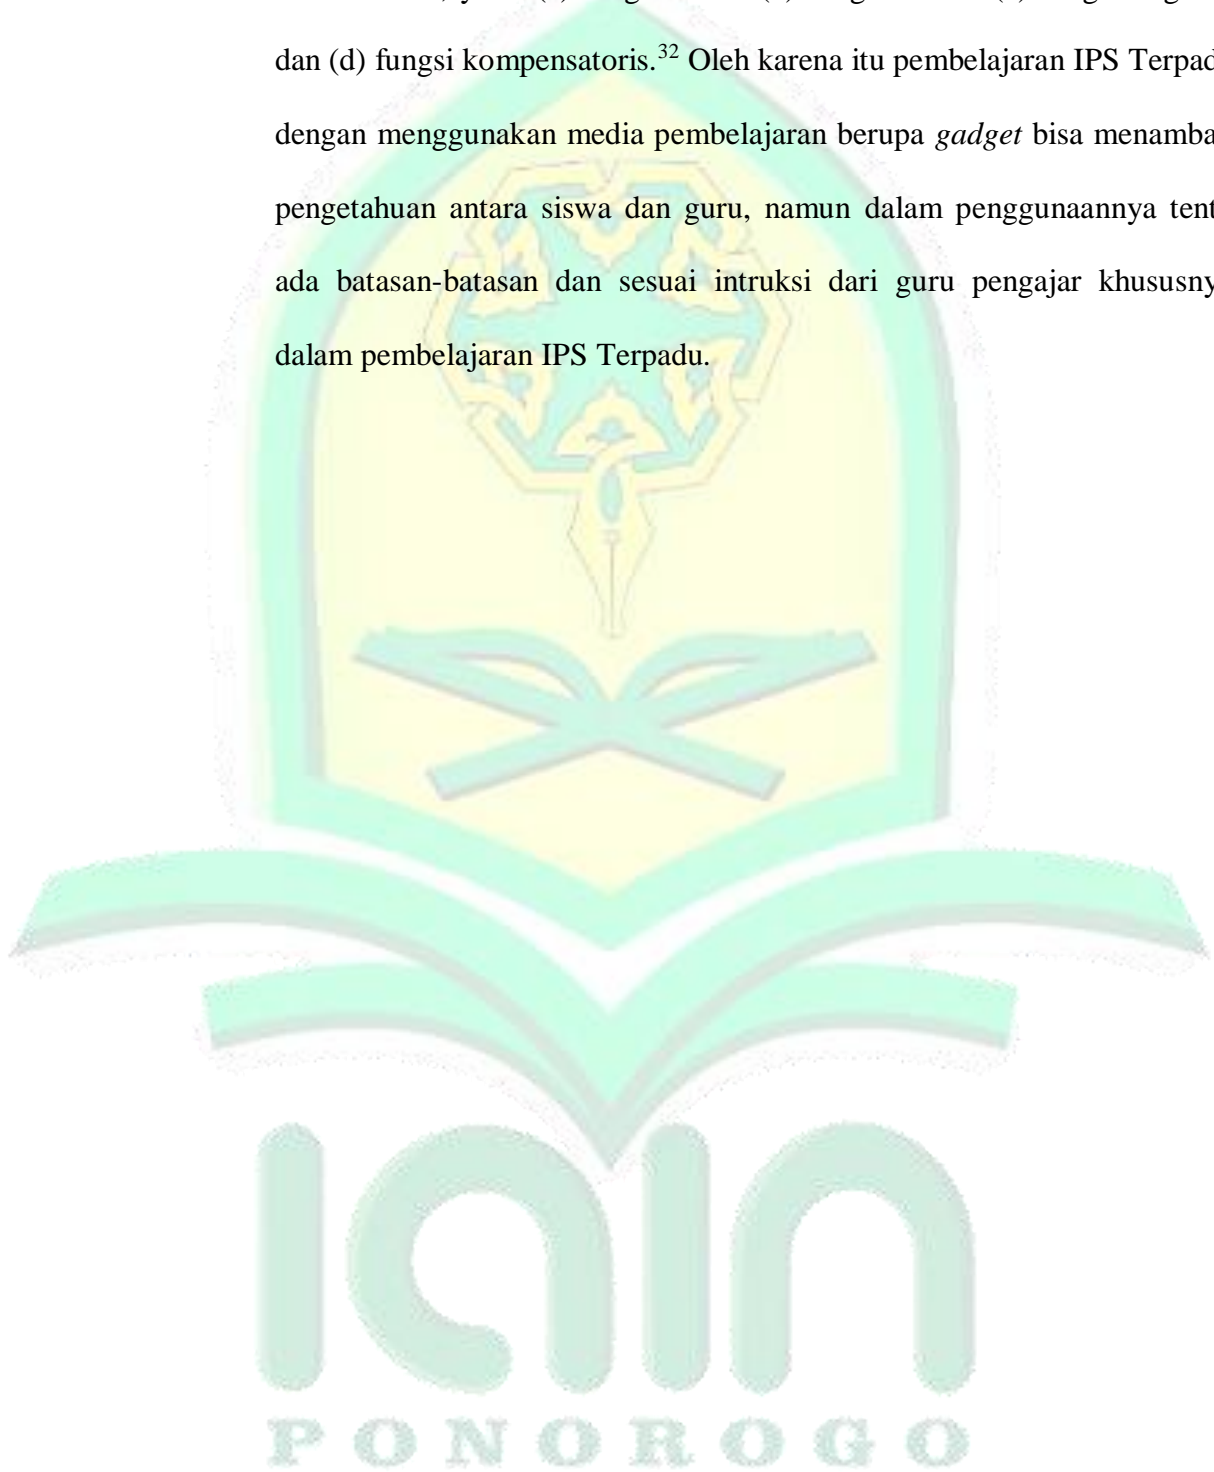 dan (d) fungsi kompensatoris.³² Oleh karena itu pembelajaran IPS Terpad
dengan menggunakan media pembelajaran berupa gadget bisa menamba
pengetahuan antara siswa dan guru, namun dalam penggunaannya tent
ada batasan-batasan dan sesuai intruksi dari guru pengajar khususny
dalam pembelajaran IPS Terpadu.
iain
PONOROGO